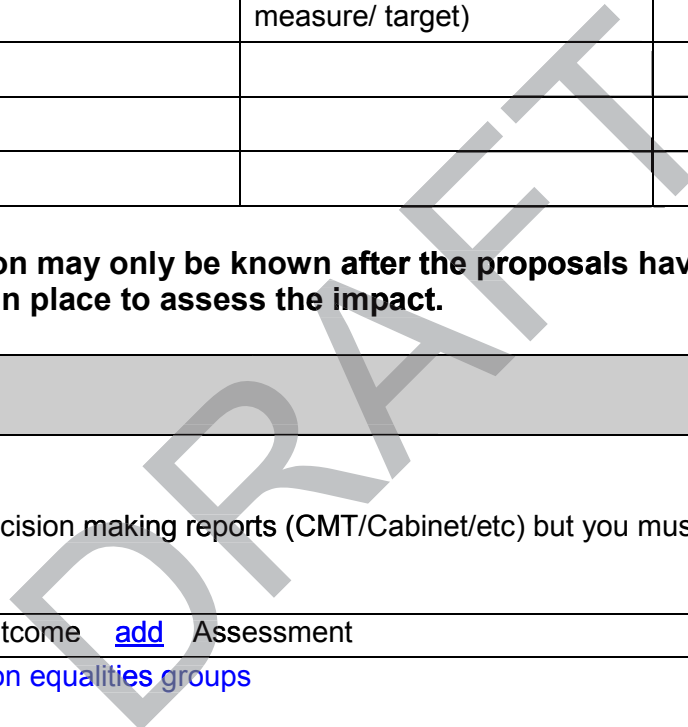 measure/ target)
on may only be known after the proposals hav
n place to assess the impact.
cision making reports (CMT/Cabinet/etc) but you mus
tcome add Assessment
on equalities groups
DRAFT